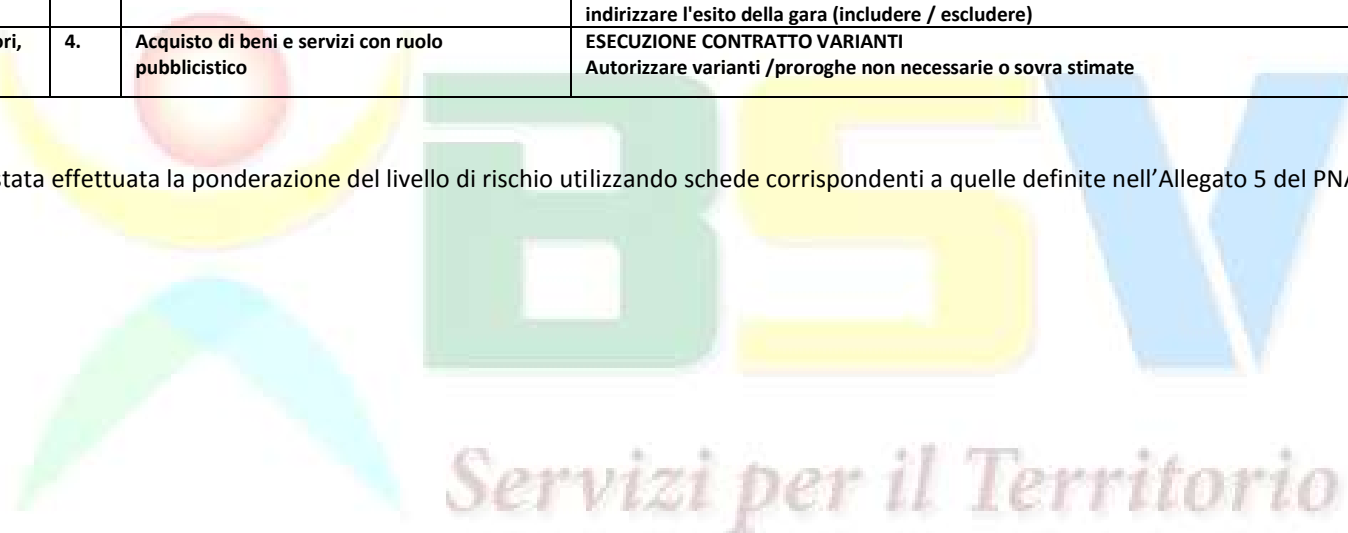 indirizzare l'esito della gara (includere / escludere)
ori, 4. Acquisto di beni e servizi con ruolo ESECUZIONE CONTRATTO VARIANTI
pubblicistico Autorizzare varianti /proroghe non necessarie o sovra stimate
stata effettuata la ponderazione del livello di rischio utilizzando schede corrispondenti a quelle definite nell'Allegato 5 del PNA
BSV
Servizi per il Territorio